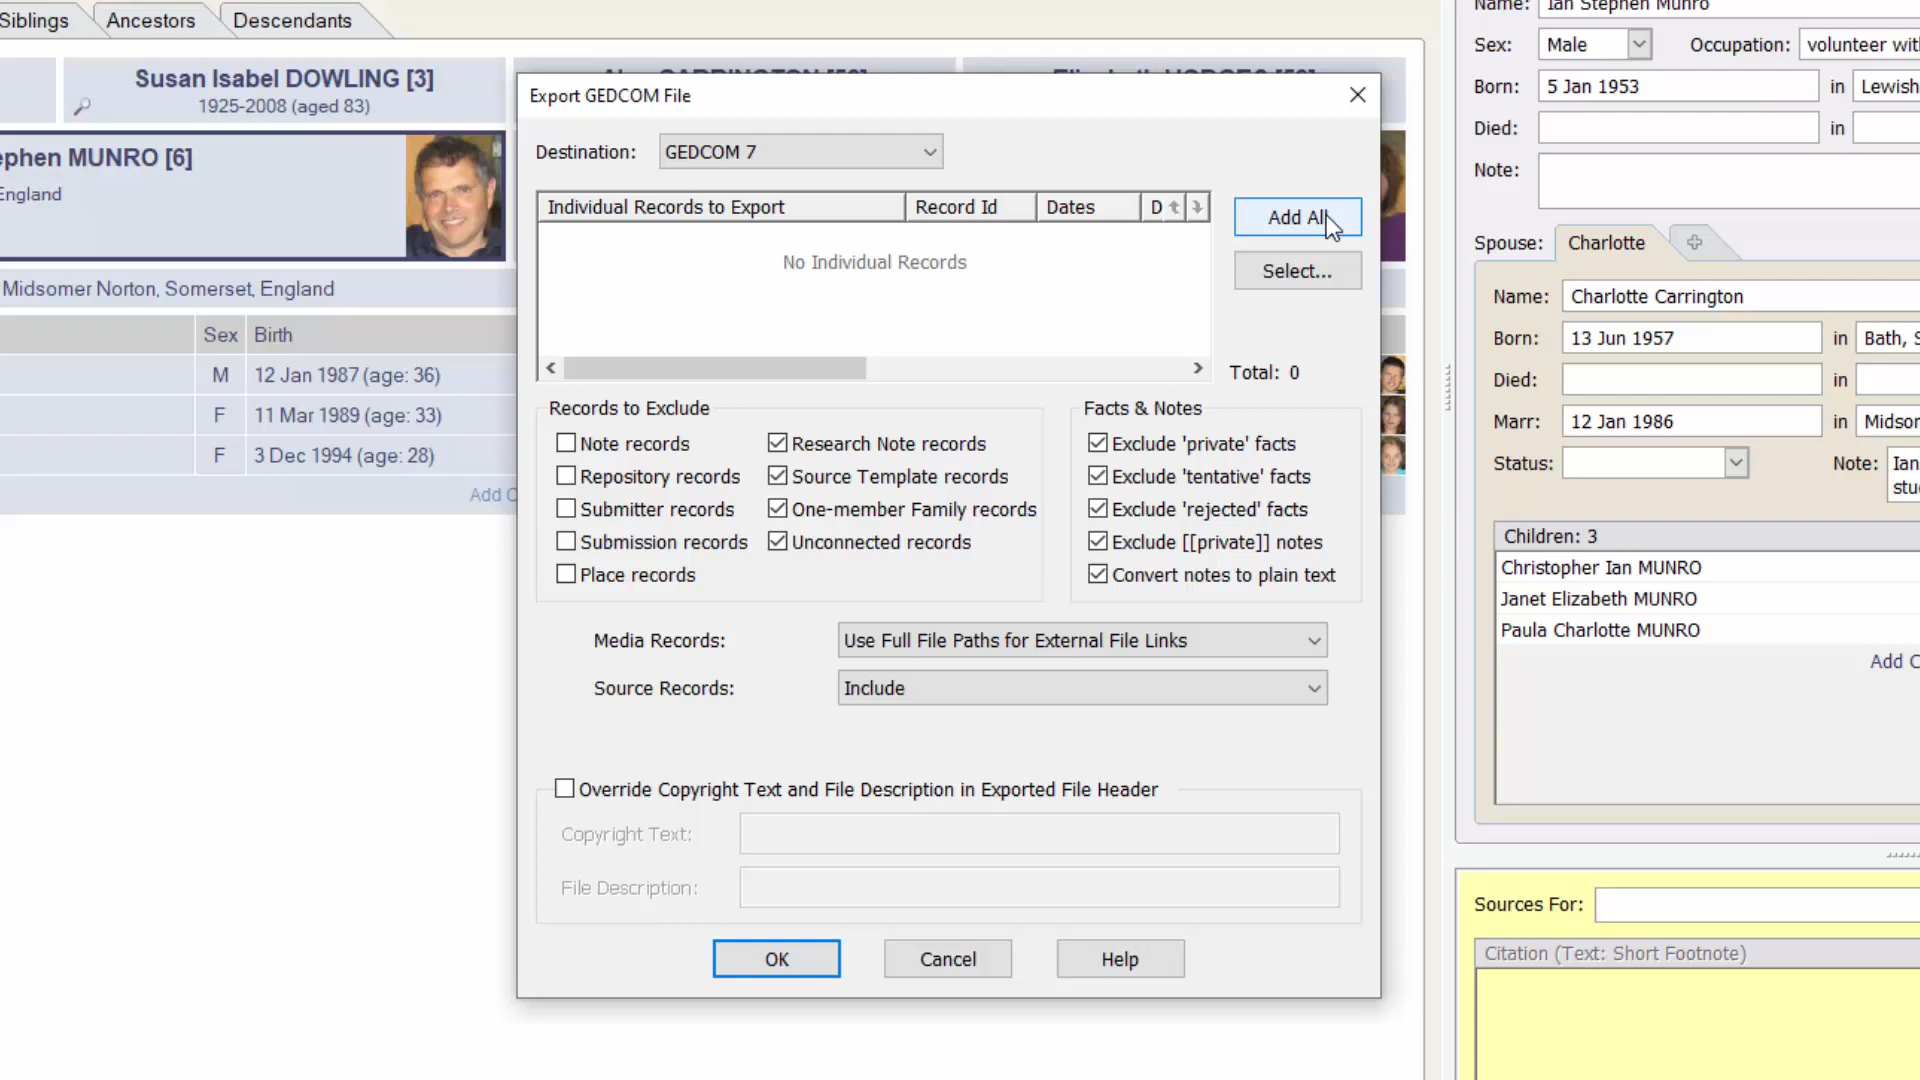 Siblings
Ancestors
Descendants
Susan Isabel DOWLING [3]
1925-2008 (aged 83)
ephen MUNRO [6]
England
Midsomer Norton, Somerset, England
Sex Birth
M 12 Jan 1987 (age: 36)
F 11 Mar 1989 (age: 33)
F 3 Dec 1994 (age: 28)
Add C
Export GEDCOM File
Destination: GEDCOM 7
Individual Records to Export Record Id Dates D
No Individual Records
Add All
Select...
Total: 0
Records to Exclude
Note records
Repository records
Submitter records
Submission records
Place records
Research Note records
Source Template records
One-member Family records
Unconnected records
Facts & Notes
Exclude 'private' facts
Exclude 'tentative' facts
Exclude 'rejected' facts
Exclude [[private]] notes
Convert notes to plain text
Media Records: Use Full File Paths for External File Links
Source Records: Include
Override Copyright Text and File Description in Exported File Header
Copyright Text:
File Description:
OK
Cancel
Help
Name: Ian Stephen Munro
Sex: Male Occupation: volunteer with
Born: 5 Jan 1953 in Lewish
Died: in
Note:
Spouse: Charlotte
Name: Charlotte Carrington
Born: 13 Jun 1957 in Bath, S
Died: in
Marr: 12 Jan 1986 in Midsor
Status: Note: Ian
stu
Children: 3
Christopher Ian MUNRO
Janet Elizabeth MUNRO
Paula Charlotte MUNRO
Add C
Sources For:
Citation (Text: Short Footnote)